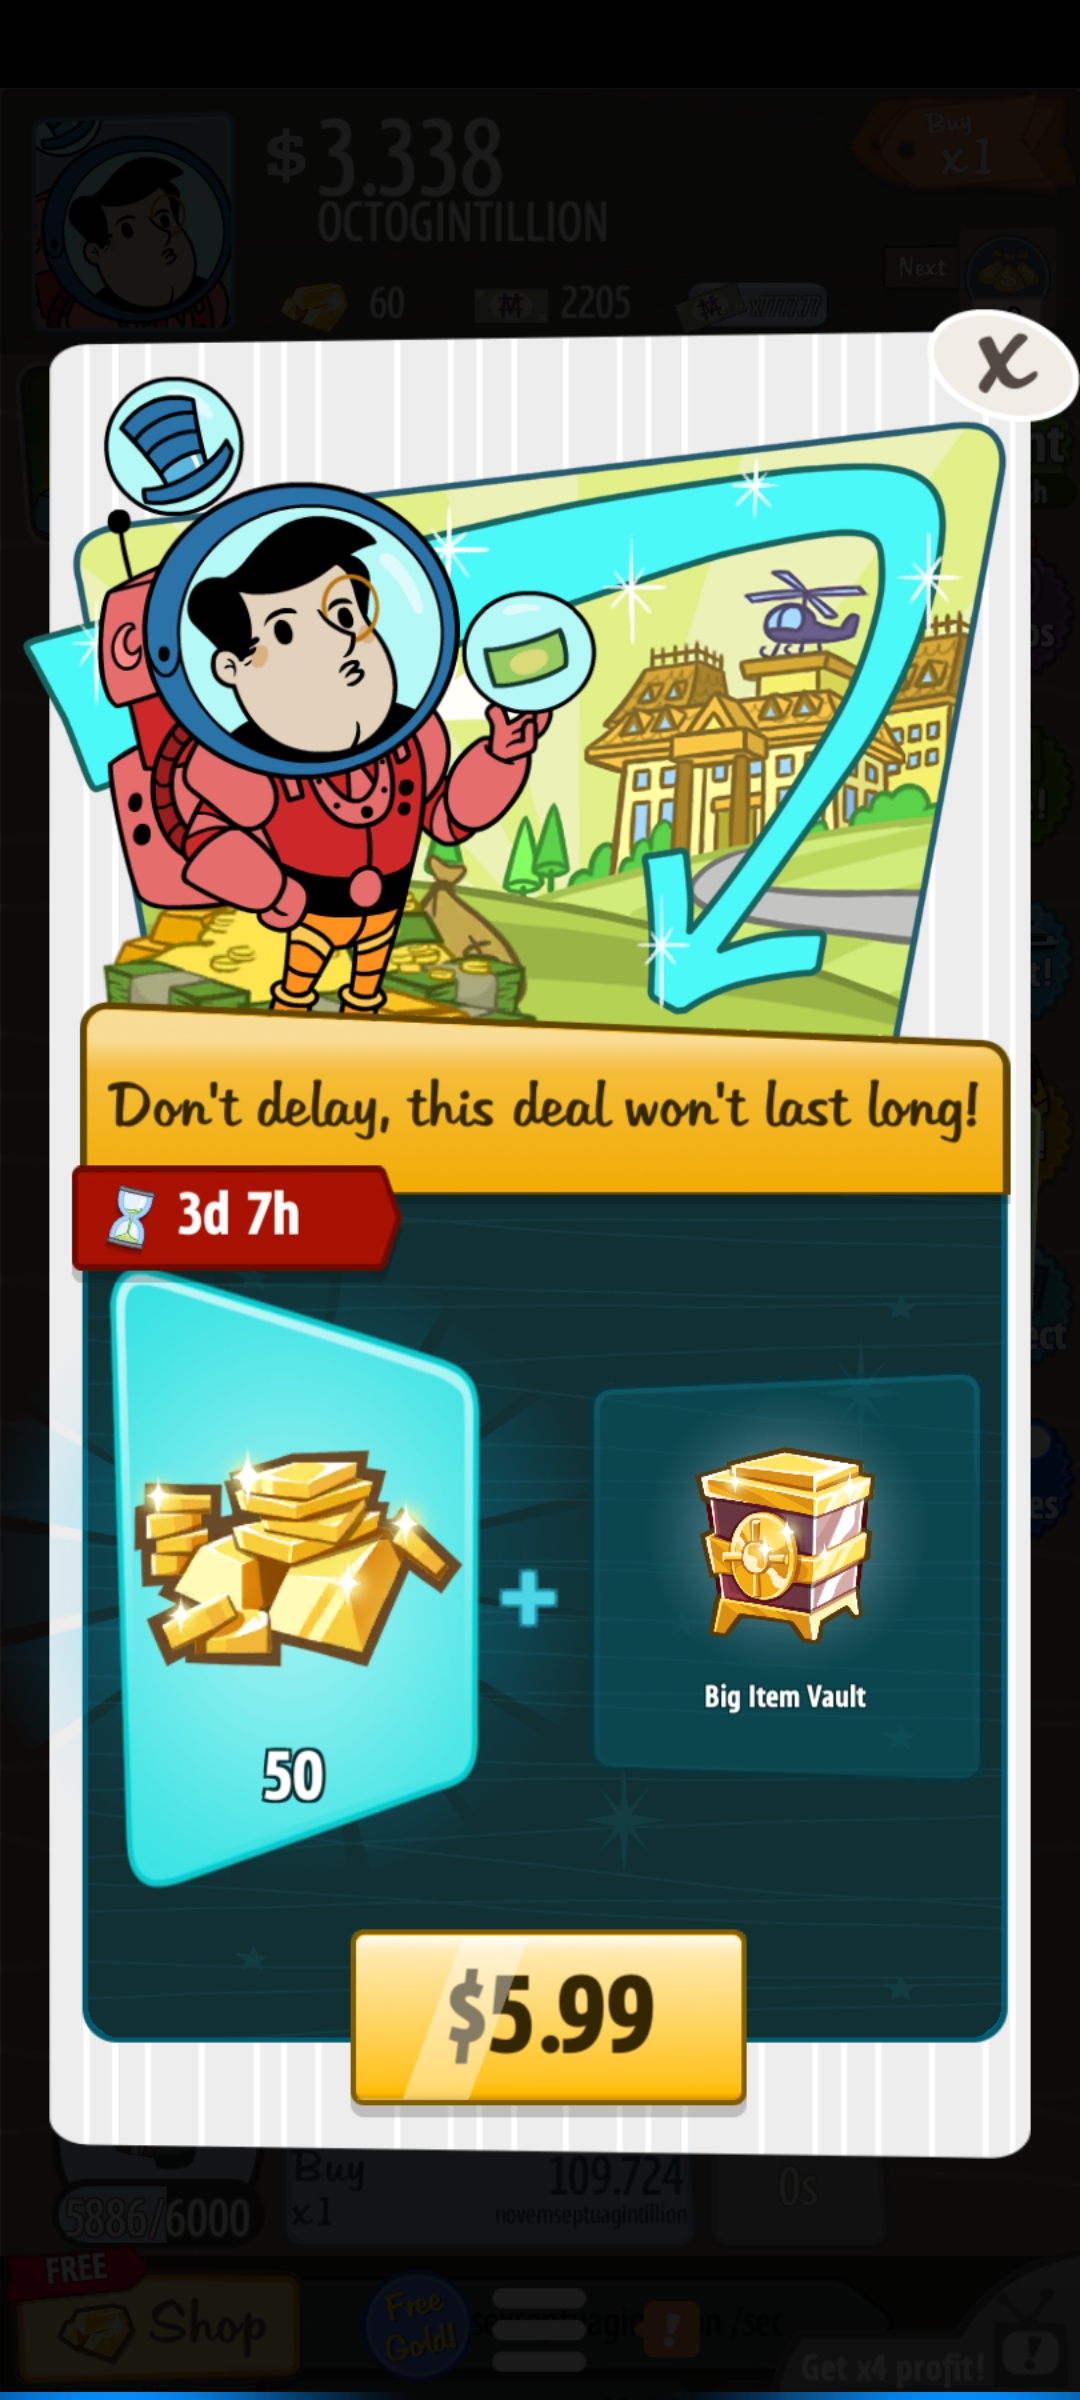 $3.338
OCTOGINTILLION
Buy
x1
60
2205
Next
x
Don't delay, this deal won't last long!
3d 7h
50
+
Big Item Vault
$5.99
Buy
x1
109.724
novemseptuagintillion
0s
5886/6000
FREE
Shop
Free
Gold!
!
/sec
Get x4 profit!
!